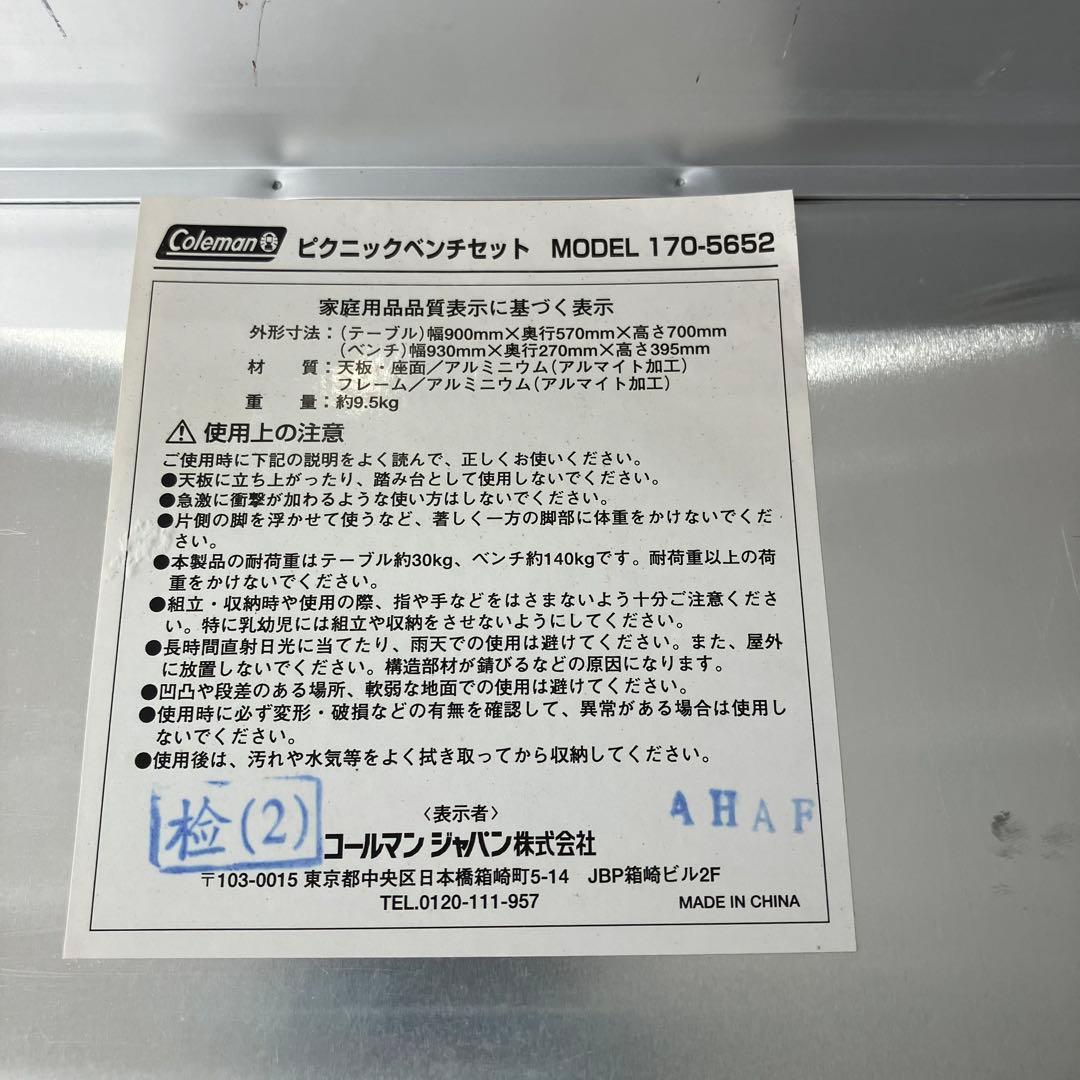 Coleman ピクニックベンチセット MODEL 170-5652
家庭用品品質表示に基づく表示
外形寸法：（テーブル）幅900mm×奥行570mm×高さ700mm
（ベンチ）幅930mm×奥行270mm×高さ395mm
材　質：天板・座面／アルミニウム（アルマイト加工）
フレーム／アルミニウム（アルマイト加工）
重　量：約9.5kg
⚠ 使用上の注意
ご使用時に下記の説明をよく読んで、正しくお使いください。
●天板に立ち上がったり、踏み台として使用しないでください。
●急激に衝撃が加わるような使い方はしないでください。
●片側の脚を浮かせて使うなど、著しく一方の脚部に体重をかけないでくだ
さい。
●本製品の耐荷重はテーブル約30kg、ベンチ約140kgです。耐荷重以上の荷
重をかけないでください。
●組立・収納時や使用の際、指や手などをはさまないよう十分ご注意くださ
い。特に乳幼児には組立や収納をさせないようにしてください。
●長時間直射日光に当てたり、雨天での使用は避けてください。また、屋外
に放置しないでください。構造部材が錆びるなどの原因になります。
●凹凸や段差のある場所、軟弱な地面での使用は避けてください。
●使用時に必ず変形・破損などの有無を確認して、異常がある場合は使用し
ないでください。
●使用後は、汚れや水気等をよく拭き取ってから収納してください。
检(2)
〈表示者〉
AHAF
コールマン ジャパン株式会社
〒103-0015 東京都中央区日本橋箱崎町5-14 JBP箱崎ビル2F
TEL.0120-111-957
MADE IN CHINA